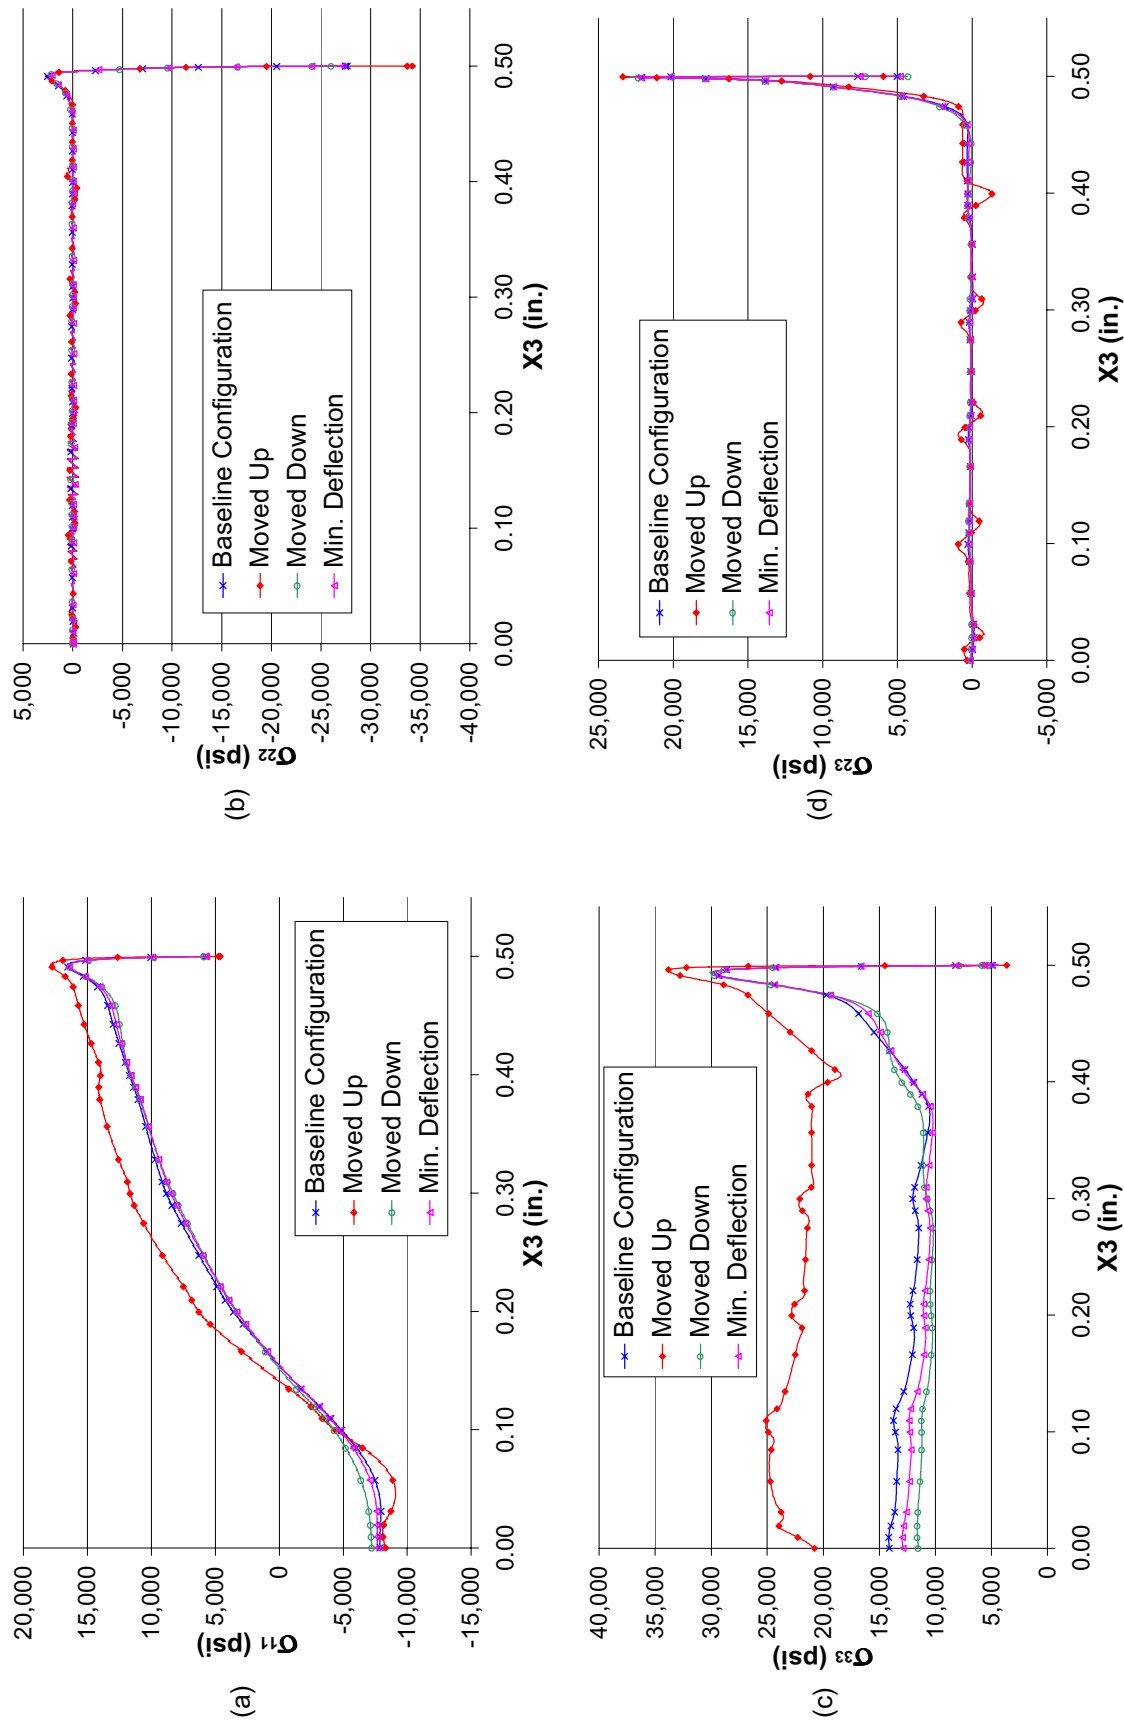 20,000
15,000
10,000
5,000
0
-5,000
-10,000
-15,000
σ11 (psi)
0.00 0.10 0.20 0.30 0.40 0.50
X3 (in.)
Baseline Configuration
Moved Up
Moved Down
Min. Deflection
(a)
5,000
0
-5,000
-10,000
-15,000
-20,000
-25,000
-30,000
-35,000
-40,000
σ22 (psi)
0.00 0.10 0.20 0.30 0.40 0.50
X3 (in.)
Baseline Configuration
Moved Up
Moved Down
Min. Deflection
(b)
40,000
35,000
30,000
25,000
20,000
15,000
10,000
5,000
0
σ33 (psi)
0.00 0.10 0.20 0.30 0.40 0.50
X3 (in.)
Baseline Configuration
Moved Up
Moved Down
Min. Deflection
(c)
25,000
20,000
15,000
10,000
5,000
0
-5,000
σ23 (psi)
0.00 0.10 0.20 0.30 0.40 0.50
X3 (in.)
Baseline Configuration
Moved Up
Moved Down
Min. Deflection
(d)